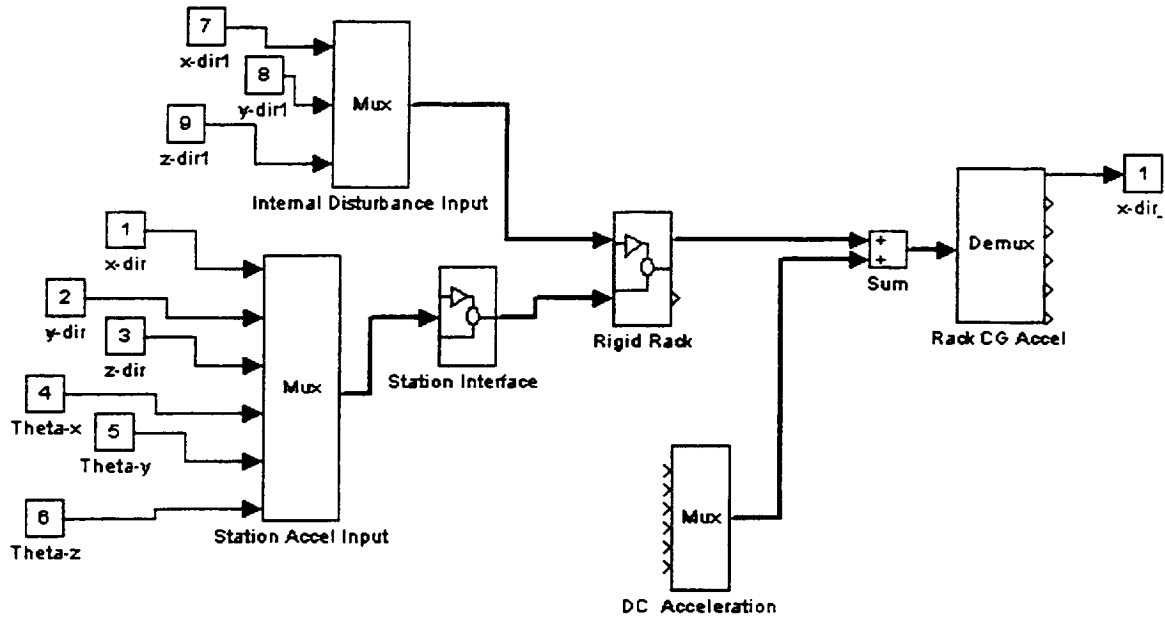 7
x-dir1
8
y-dir1
9
z-dir1
Mux
Internal Disturbance Input
1
x-dir
2
y-dir
3
z-dir
4
Theta-x
5
Theta-y
6
Theta-z
Mux
Station Accel Input
Station Interface
Rigid Rack
Mux
DC Acceleration
+
+
Sum
Demux
Rack CG Accel
1
x-dir_